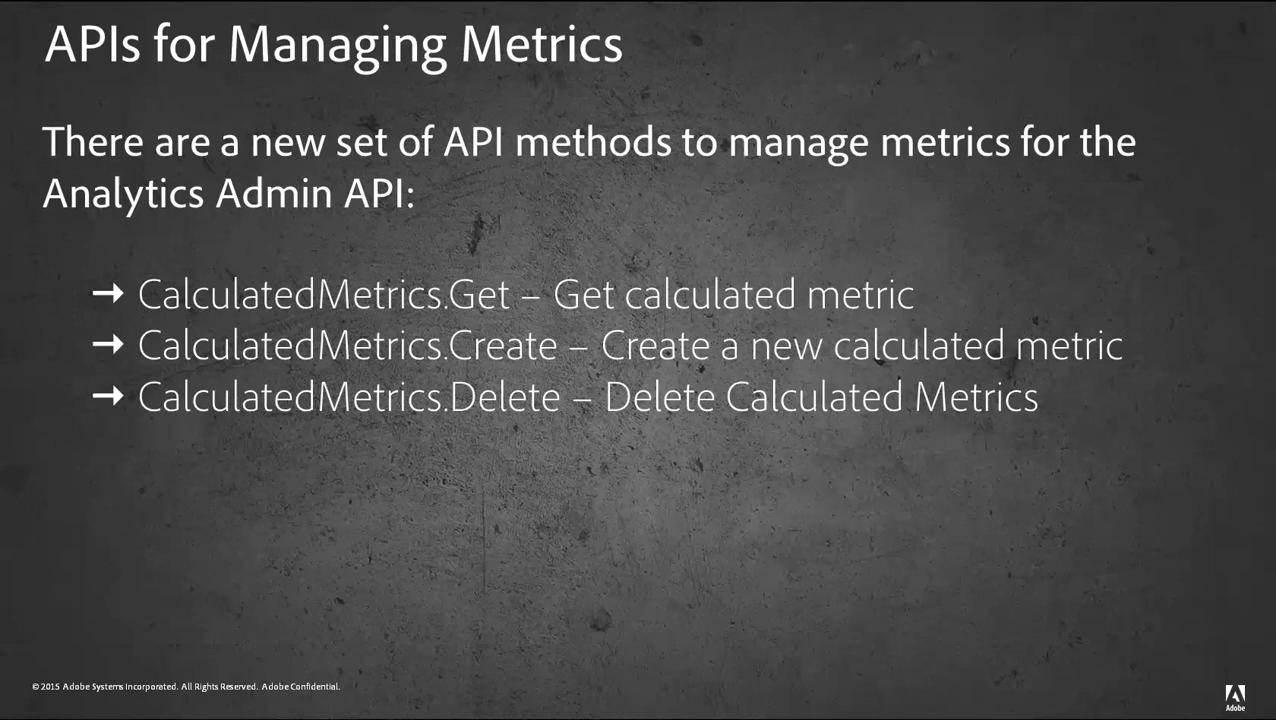 APIs for Managing Metrics
There are a new set of API methods to manage metrics for the
Analytics Admin API:
→ CalculatedMetrics.Get – Get calculated metric
→ CalculatedMetrics.Create – Create a new calculated metric
→ CalculatedMetrics.Delete – Delete Calculated Metrics
© 2015 Adobe Systems Incorporated. All Rights Reserved. Adobe Confidential.
Adobe